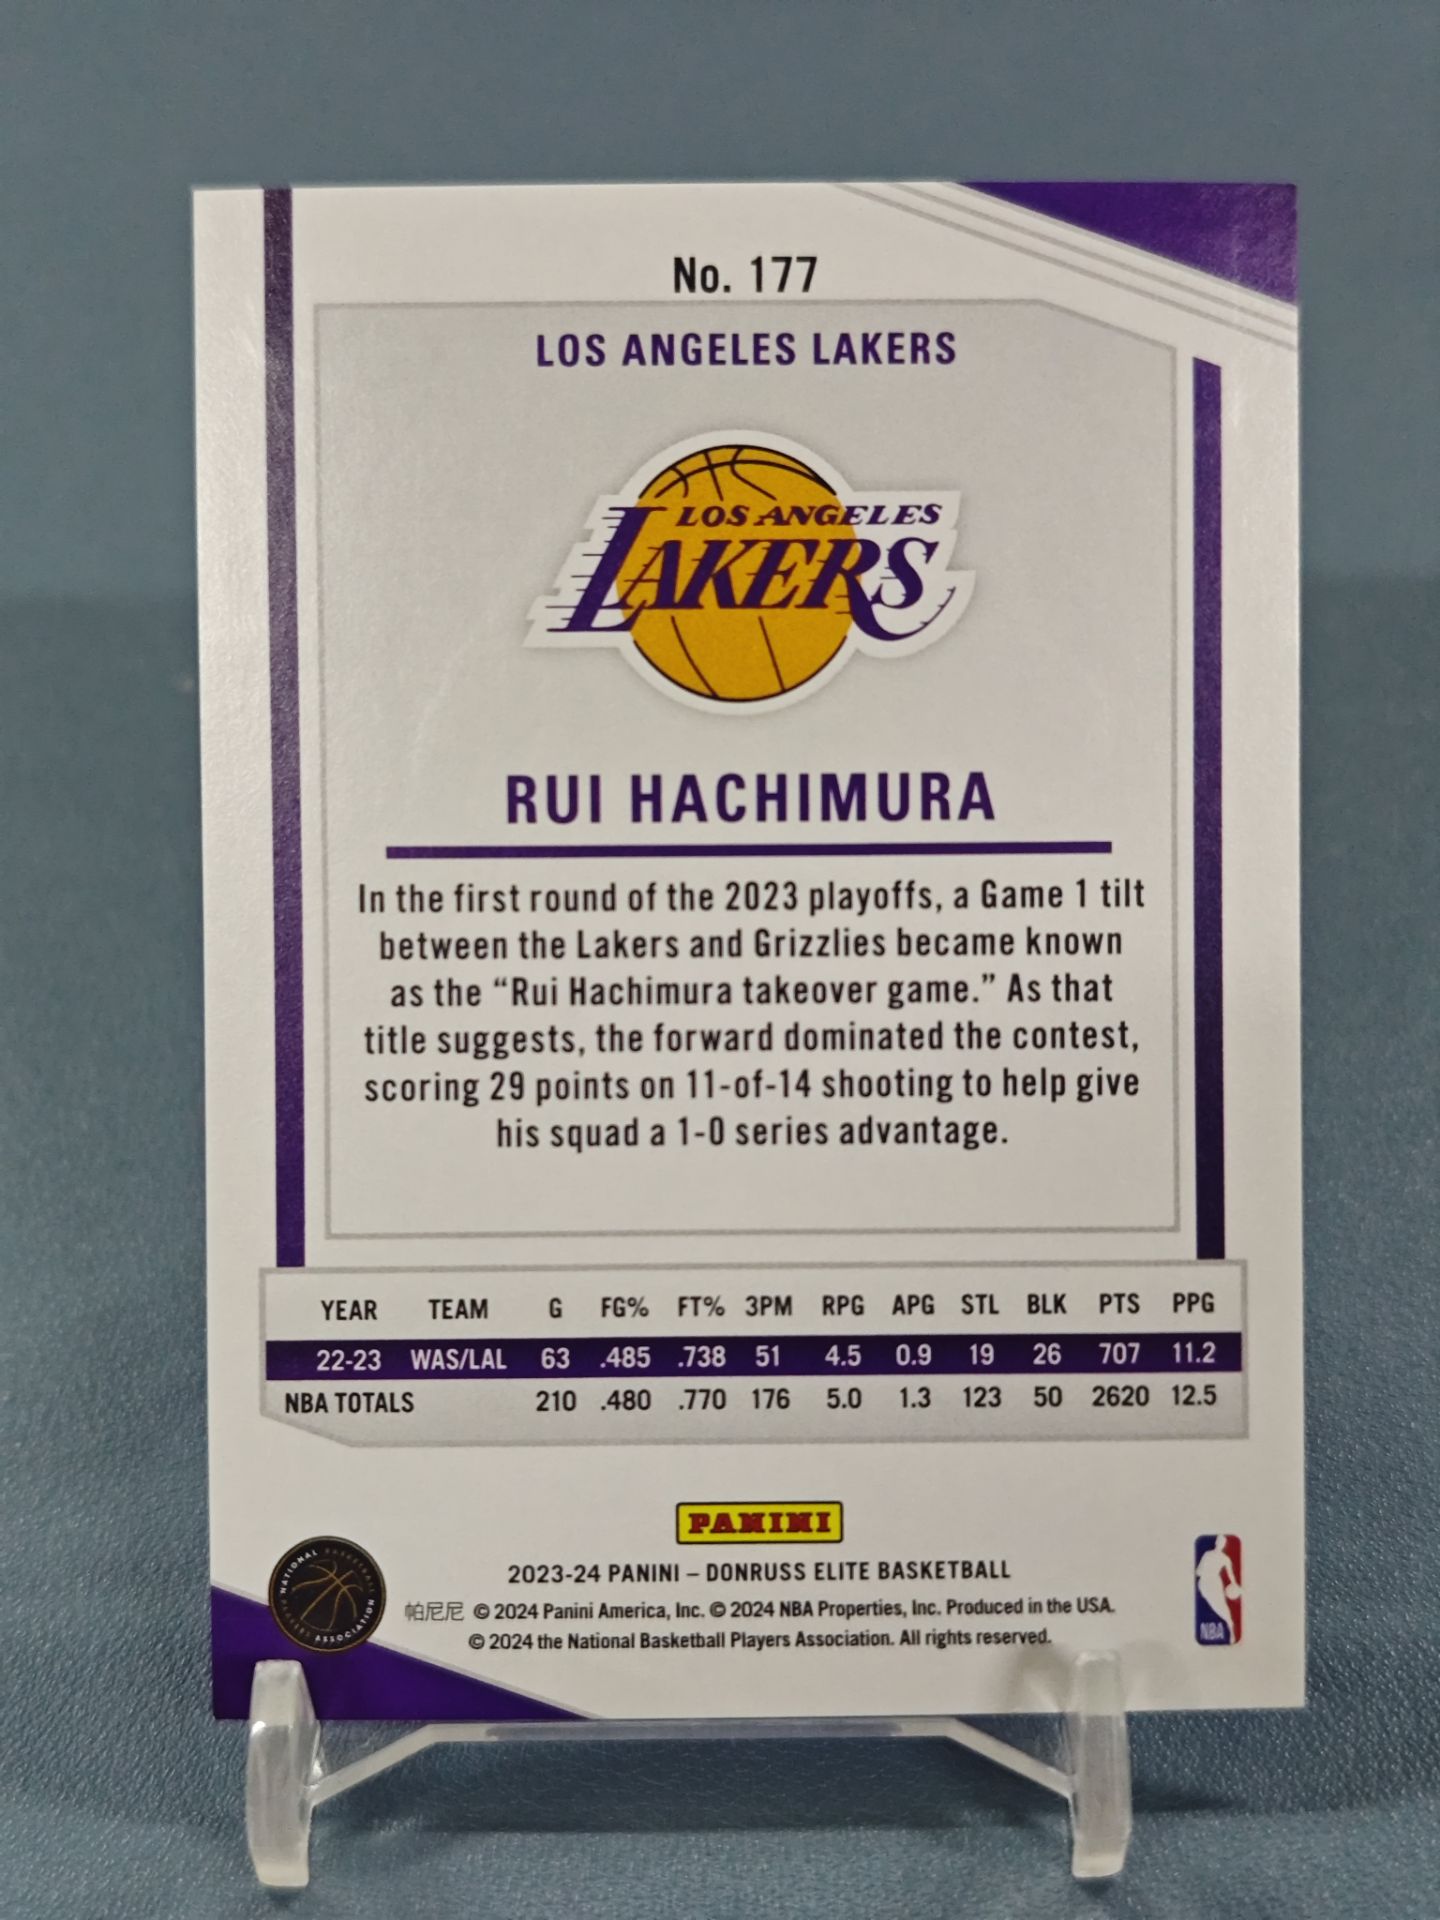 No. 177
LOS ANGELES LAKERS
LOS ANGELES
LAKERS
RUI HACHIMURA
In the first round of the 2023 playoffs, a Game 1 tilt
between the Lakers and Grizzlies became known
as the “Rui Hachimura takeover game.” As that
title suggests, the forward dominated the contest,
scoring 29 points on 11-of-14 shooting to help give
his squad a 1-0 series advantage.
YEAR TEAM G FG% FT% 3PM RPG APG STL BLK PTS PPG
22-23 WAS/LAL 63 .485 .738 51 4.5 0.9 19 26 707 11.2
NBA TOTALS 210 .480 .770 176 5.0 1.3 123 50 2620 12.5
PANINI
2023-24 PANINI – DONRUSS ELITE BASKETBALL
帕尼尼 © 2024 Panini America, Inc. © 2024 NBA Properties, Inc. Produced in the USA.
© 2024 the National Basketball Players Association. All rights reserved.
NATIONAL BASKETBALL PLAYERS ASSOCIATION
NBA